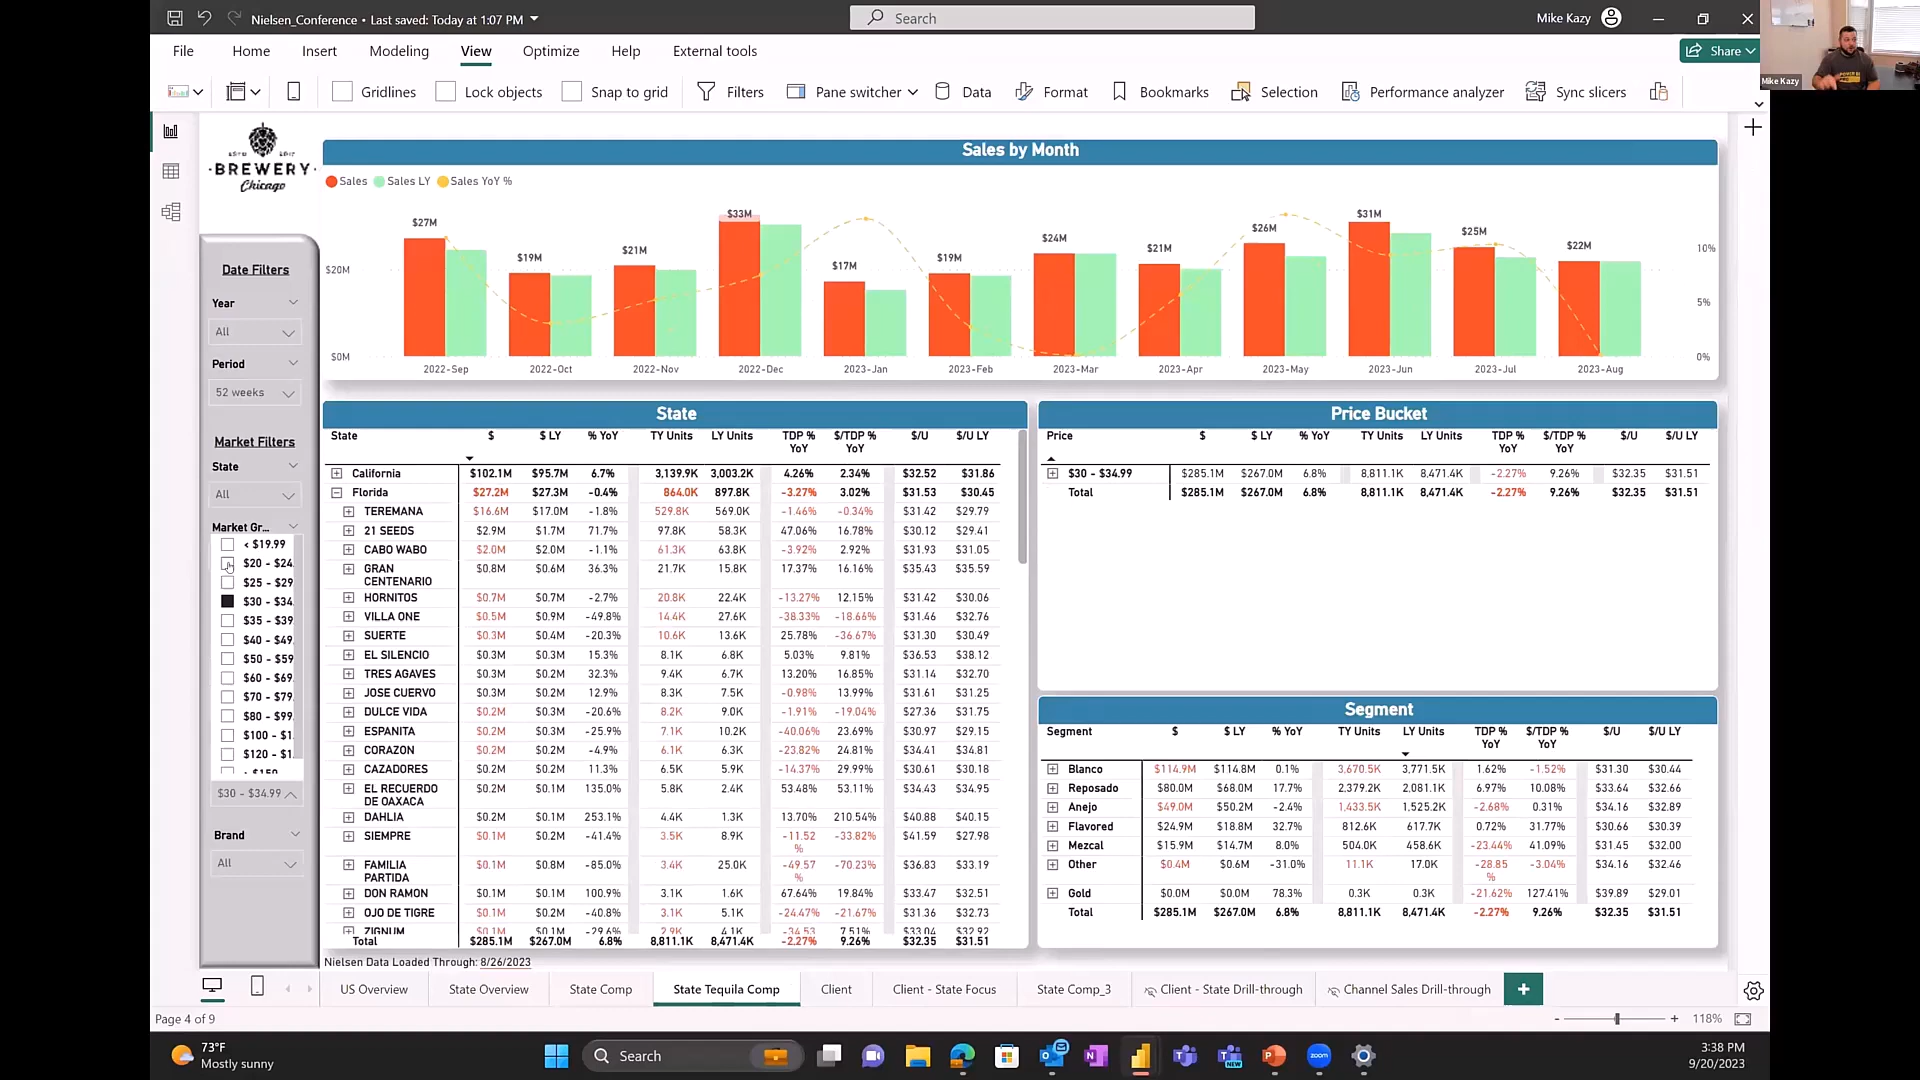 Nielsen_Conference • Last saved: Today at 1:07 PM
Search
Mike Kazy
File Home Insert Format Modeling View Optimize Help External tools
Share
Gridlines Lock objects Snap to grid Filters Pane switcher Data Format Bookmarks Selection Performance analyzer Sync slicers
Mike Kazy
BREWERY
Chicago
Sales by Month
Sales Sales LY Sales YoY %
$27M $19M $21M $33M $17M $19M $24M $21M $26M $31M $25M $22M
$20M
$0M
10%
5%
0%
2022-Sep 2022-Oct 2022-Nov 2022-Dec 2023-Jan 2023-Feb 2023-Mar 2023-Apr 2023-May 2023-Jun 2023-Jul 2023-Aug
Date Filters
Year
All
Period
52 weeks
Market Filters
State
All
Market Gr...
< $19.99
$20 - $24
$25 - $29
$30 - $34
$35 - $39
$40 - $49
$50 - $59
$60 - $69
$70 - $79
$80 - $99
$100 - $1
$120 - $1
$30 - $34.99
Brand
All
State
State $ $ LY % YoY TY Units LY Units TDP % YoY $/TDP % YoY $/U $/U LY
California $102.1M $95.7M 6.7% 3,139.9K 3,003.2K 4.26% 2.34% $32.52 $31.86
Florida $27.2M $27.3M -0.4% 864.0K 897.8K -3.27% 3.02% $31.53 $30.45
TEREMANA $16.6M $17.0M -1.8% 529.8K 569.0K -1.46% -0.34% $31.42 $29.79
21 SEEDS $2.9M $1.7M 71.7% 97.8K 58.3K 47.06% 16.78% $30.12 $29.41
CABO WABO $2.0M $2.0M -1.1% 61.3K 63.8K -3.92% 2.92% $31.93 $31.05
GRAN CENTENARIO $0.8M $0.6M 36.3% 21.7K 15.8K 17.37% 16.16% $35.43 $35.59
HORNITOS $0.7M $0.7M -2.7% 20.8K 22.4K -13.27% 12.15% $31.42 $30.06
VILLA ONE $0.5M $0.9M -49.8% 14.4K 27.6K -38.33% -18.66% $31.46 $32.76
SUERTE $0.3M $0.4M -20.3% 10.6K 13.6K 25.78% -36.67% $31.30 $30.49
EL SILENCIO $0.3M $0.3M 15.3% 8.1K 6.8K 5.03% 9.81% $36.53 $38.12
TRES AGAVES $0.3M $0.2M 32.3% 9.4K 6.7K 13.20% 16.85% $31.14 $32.70
JOSE CUERVO $0.3M $0.2M 12.9% 8.3K 7.5K -0.98% 13.99% $31.61 $31.25
DULCE VIDA $0.2M $0.3M -20.6% 8.2K 9.0K -1.91% -19.04% $27.36 $31.75
ESPANITA $0.2M $0.3M -25.9% 7.1K 10.2K -40.06% 23.69% $30.97 $29.15
CORAZON $0.2M $0.2M -4.9% 6.1K 6.3K -23.82% 24.81% $34.41 $34.81
CAZADORES $0.2M $0.2M 11.3% 6.5K 5.9K -14.37% 29.99% $30.61 $30.18
EL RECUERDO DE OAXACA $0.2M $0.1M 135.0% 5.8K 2.4K 53.48% 53.11% $34.43 $34.95
DAHLIA $0.2M $0.1M 253.1% 4.4K 1.3K 13.70% 210.54% $40.88 $40.15
SIEMPRE $0.1M $0.2M -41.4% 3.5K 8.9K -11.52 % -33.82% $41.59 $27.98
FAMILIA PARTIDA $0.1M $0.8M -85.0% 3.4K 25.0K -49.57 % -70.23% $36.83 $33.19
DON RAMON $0.1M $0.1M 100.9% 3.1K 1.6K 67.64% 19.84% $33.47 $32.51
OJO DE TIGRE $0.1M $0.2M -40.8% 3.1K 5.1K -24.47% -21.67% $31.36 $32.73
ZIGNUM $0.1M $0.1M -29.6% 2.9K 4.1K -34.53 7.51% $33.04 $32.92
Total $285.1M $267.0M 6.8% 8,811.1K 8,471.4K -2.27% 9.26% $32.35 $31.51
Price Bucket
Price $ $ LY % YoY TY Units LY Units TDP % YoY $/TDP % YoY $/U $/U LY
$30 - $34.99 $285.1M $267.0M 6.8% 8,811.1K 8,471.4K -2.27% 9.26% $32.35 $31.51
Total $285.1M $267.0M 6.8% 8,811.1K 8,471.4K -2.27% 9.26% $32.35 $31.51
Segment
Segment $ $ LY % YoY TY Units LY Units TDP % YoY $/TDP % YoY $/U $/U LY
Blanco $114.9M $114.8M 0.1% 3,670.5K 3,771.5K 1.62% -1.52% $31.30 $30.44
Reposado $80.0M $68.0M 17.7% 2,379.2K 2,081.1K 6.97% 10.08% $33.64 $32.66
Anejo $49.0M $50.2M -2.4% 1,433.5K 1,525.2K -2.68% 0.31% $34.16 $32.89
Flavored $24.9M $18.8M 32.7% 812.6K 617.7K 0.72% 31.77% $30.66 $30.39
Mezcal $15.9M $14.7M 8.0% 504.0K 458.6K -23.44% 41.09% $31.45 $32.00
Other $0.4M $0.6M -31.0% 11.1K 17.0K -28.85 % -3.04% $34.16 $32.46
Gold $0.0M $0.0M 78.3% 0.3K 0.3K -21.62% 127.41% $39.89 $29.01
Total $285.1M $267.0M 6.8% 8,811.1K 8,471.4K -2.27% 9.26% $32.35 $31.51
Nielsen Data Loaded Through: 8/26/2023
US Overview State Overview State Comp State Tequila Comp Client Client - State Focus State Comp_3 Client - State Drill-through Channel Sales Drill-through
Page 4 of 9
118%
73°F
Mostly sunny
Search
3:38 PM
9/20/2023